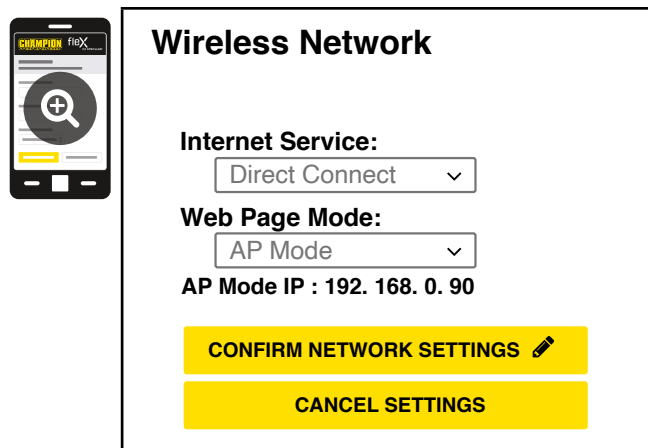 CHAMPION fleX
Wireless Network
Internet Service:
Direct Connect
Web Page Mode:
AP Mode
AP Mode IP : 192. 168. 0. 90
CONFIRM NETWORK SETTINGS
CANCEL SETTINGS